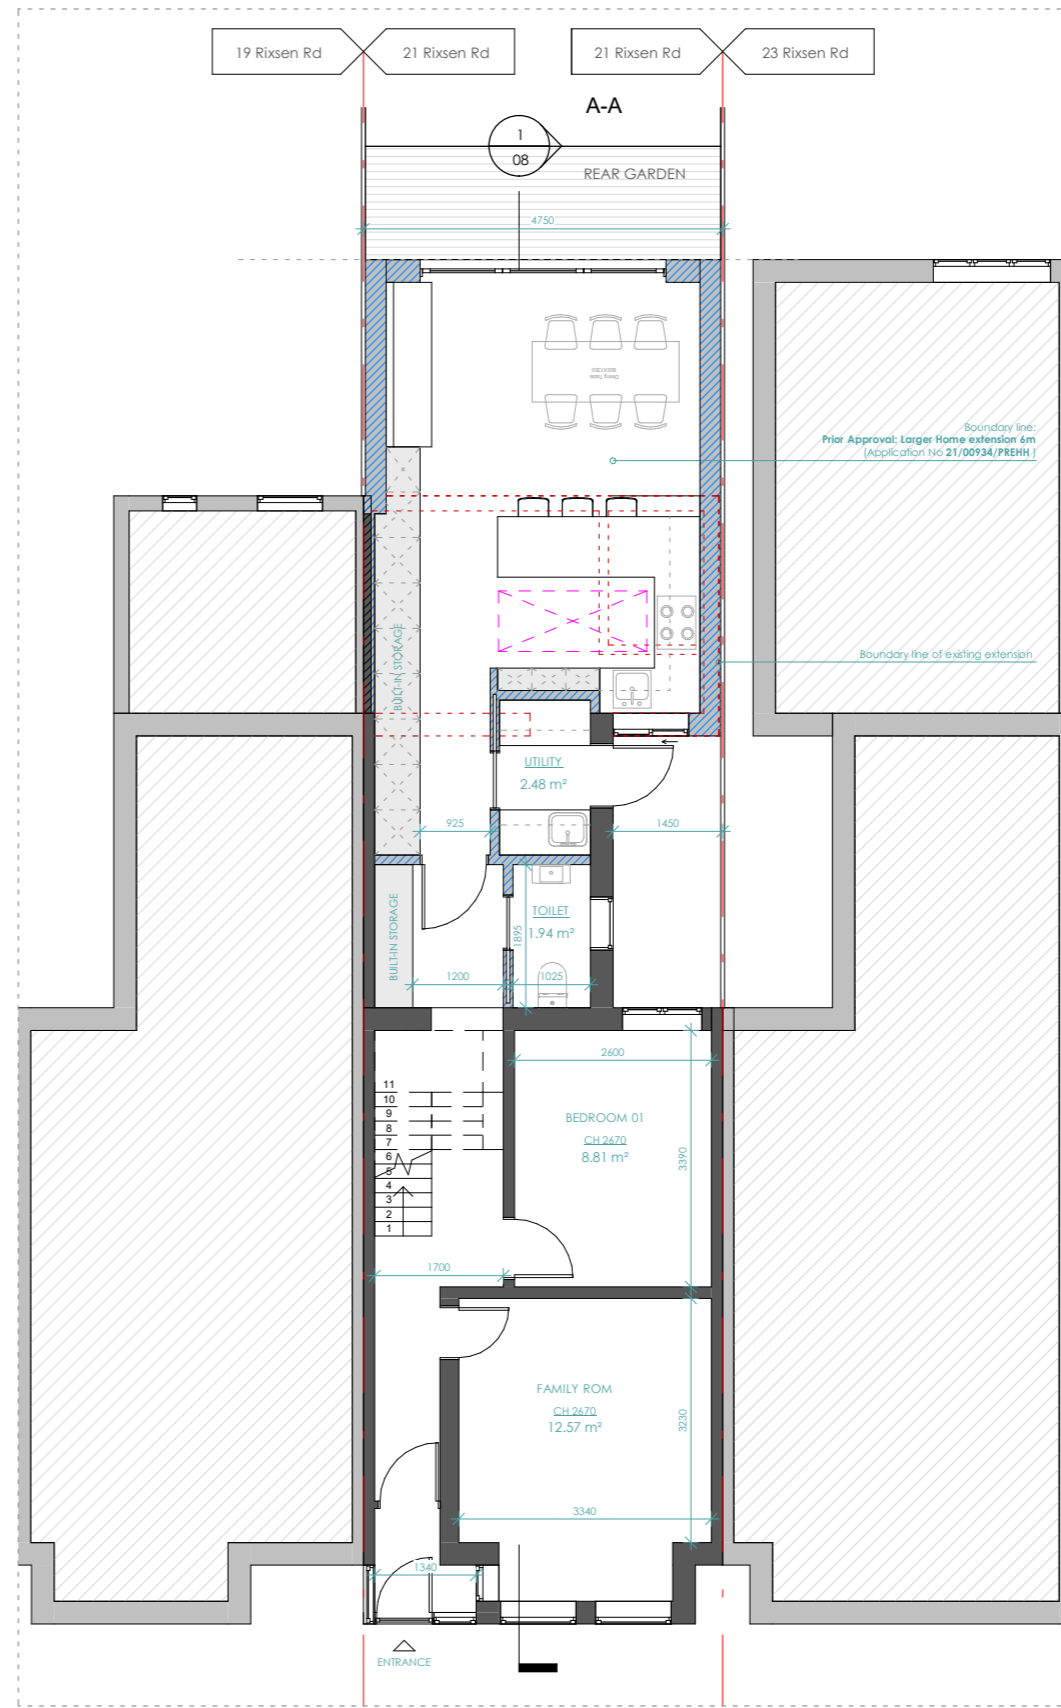 19 Rixsen Rd
21 Rixsen Rd
21 Rixsen Rd
23 Rixsen Rd
A-A
1
08
REAR GARDEN
4750
Dining Table
Boundary line:
Prior Approval: Larger Home extension 6m
(Application No 21/00934/PREHH )
BUILT-IN STORAGE
Boundary line of existing extension
UTILITY
2.48 m²
925
1450
BUILT-IN STORAGE
TOILET
1.94 m²
1895
1200
1025
2600
11
10
9
8
7
6
5
4
3
2
1
BEDROOM 01
CH 2670
8.81 m²
3390
1700
FAMILY ROM
CH 2670
12.57 m²
3230
3340
1340
ENTRANCE